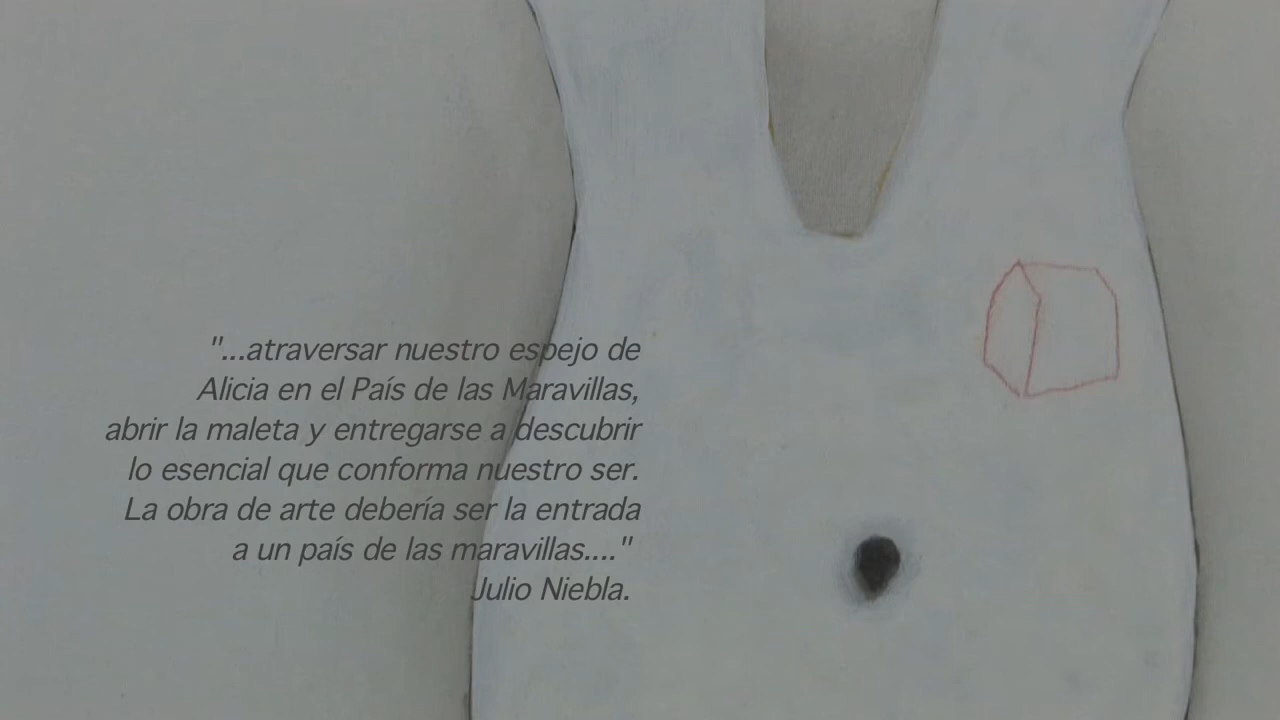 "...atraversar nuestro espejo de
Alicia en el País de las Maravillas,
abrir la maleta y entregarse a descubrir
lo esencial que conforma nuestro ser.
La obra de arte debería ser la entrada
a un país de las maravillas...."
Julio Niebla.